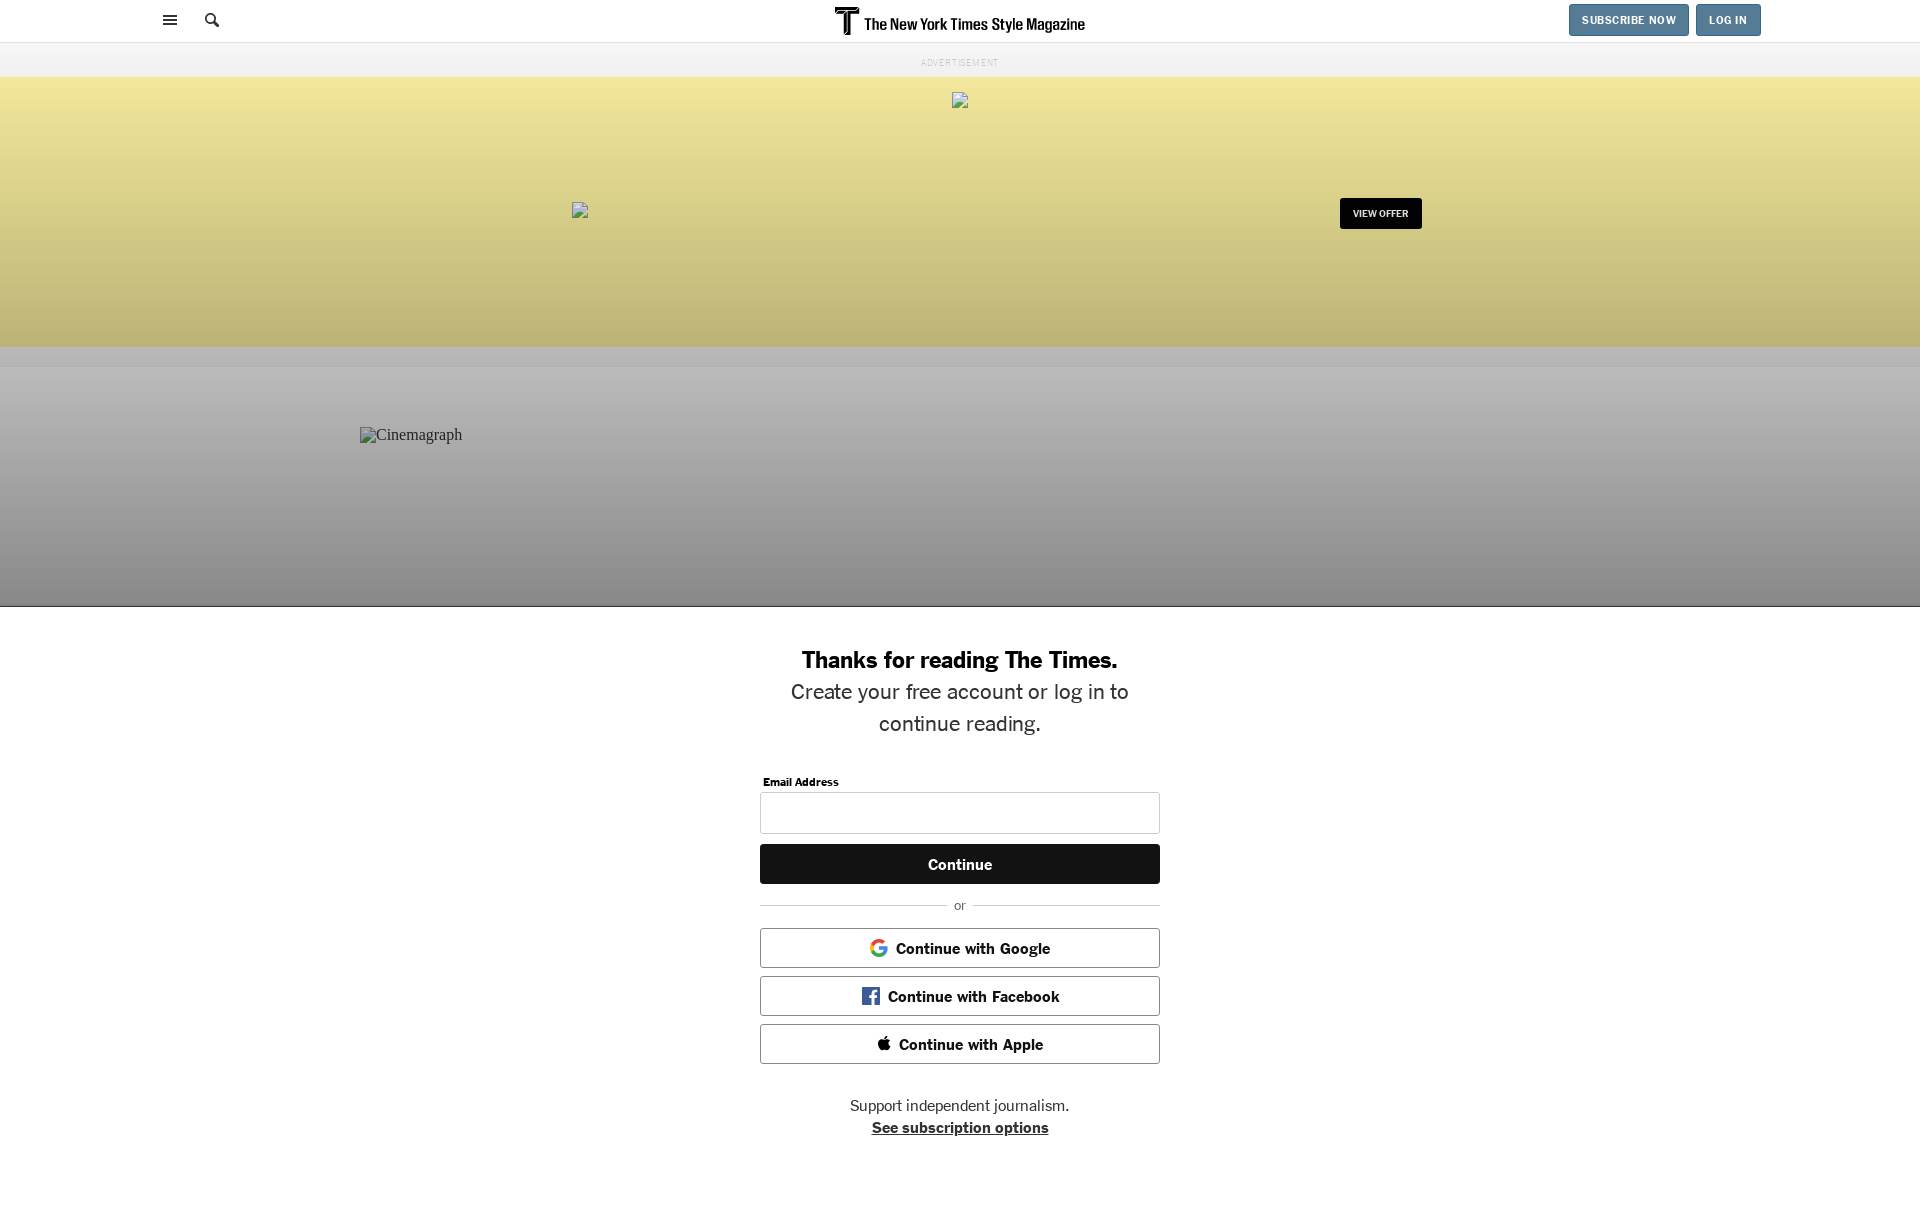 T The New York Times Style Magazine
SUBSCRIBE NOW
LOG IN
ADVERTISEMENT
VIEW OFFER
Cinemagraph
Thanks for reading The Times.
Create your free account or log in to
continue reading.
Email Address
Continue
or
Continue with Google
Continue with Facebook
Continue with Apple
Support independent journalism.
See subscription options